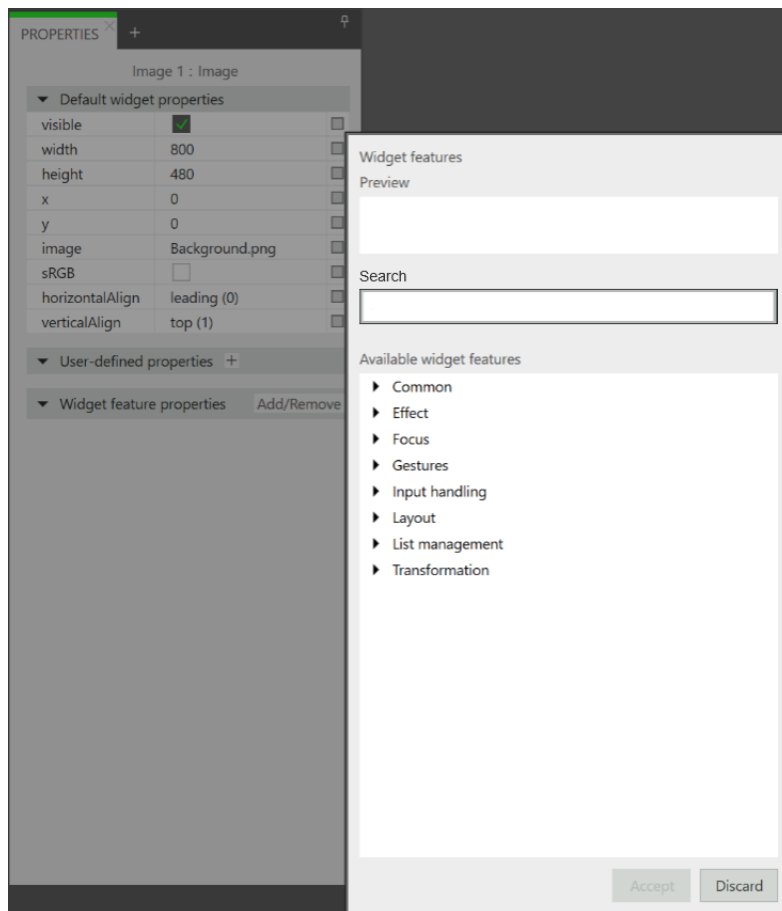 PROPERTIES
Image 1 : Image
Default widget properties
visible
width 800
height 480
x 0
y 0
image Background.png
sRGB
horizontalAlign leading (0)
verticalAlign top (1)
User-defined properties +
Widget feature properties Add/Remove
Widget features
Preview
Search
Available widget features
Common
Effect
Focus
Gestures
Input handling
Layout
List management
Transformation
Accept Discard